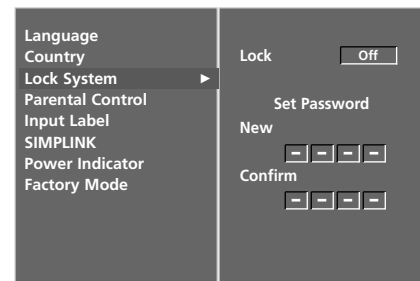 Language
Country
Lock System ►
Parental Control
Input Label
SIMPLINK
Power Indicator
Factory Mode
Lock Off
Set Password
New
– – – –
Confirm
– – – –